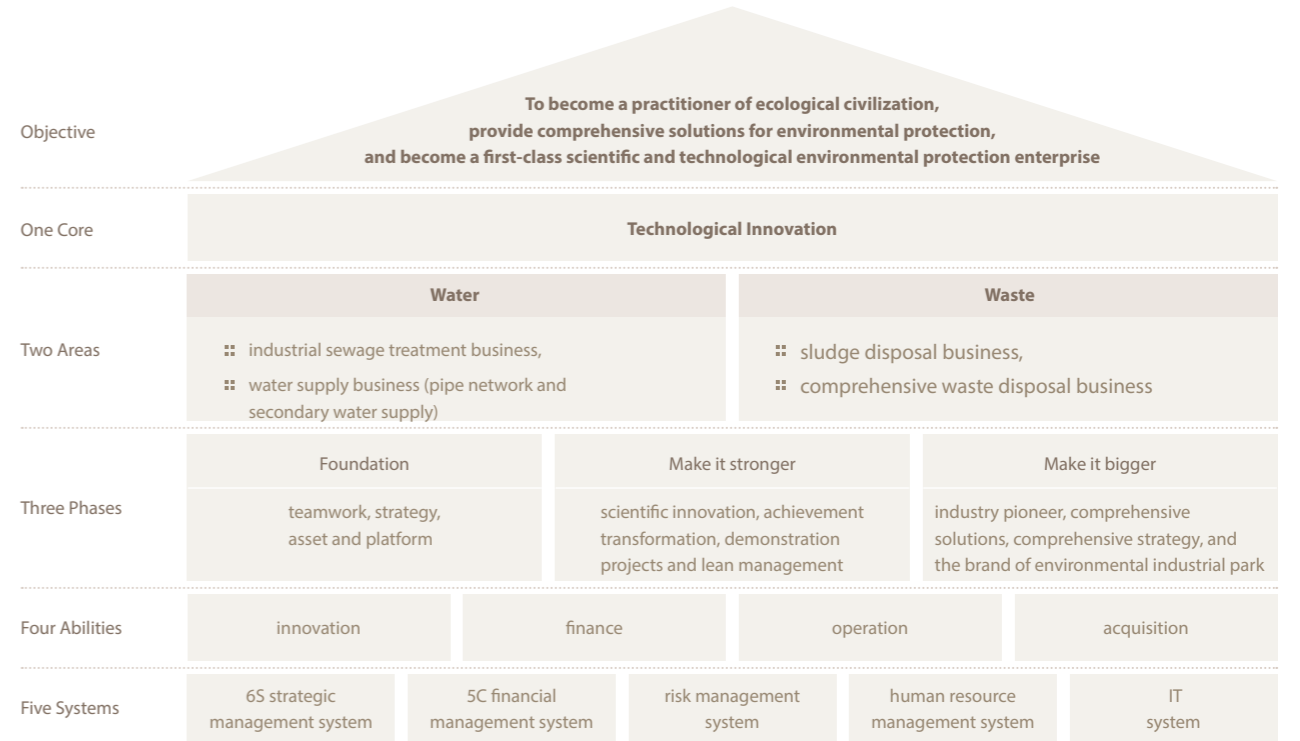 Objective
To become a practitioner of ecological civilization,
provide comprehensive solutions for environmental protection,
and become a first-class scientific and technological environmental protection enterprise
One Core
Technological Innovation
Two Areas
Water
industrial sewage treatment business,
water supply business (pipe network and
secondary water supply)
Waste
sludge disposal business,
comprehensive waste disposal business
Three Phases
Foundation
teamwork, strategy,
asset and platform
Make it stronger
scientific innovation, achievement
transformation, demonstration
projects and lean management
Make it bigger
industry pioneer, comprehensive
solutions, comprehensive strategy, and
the brand of environmental industrial park
Four Abilities
innovation
finance
operation
acquisition
Five Systems
6S strategic
management system
5C financial
management system
risk management
system
human resource
management system
IT
system